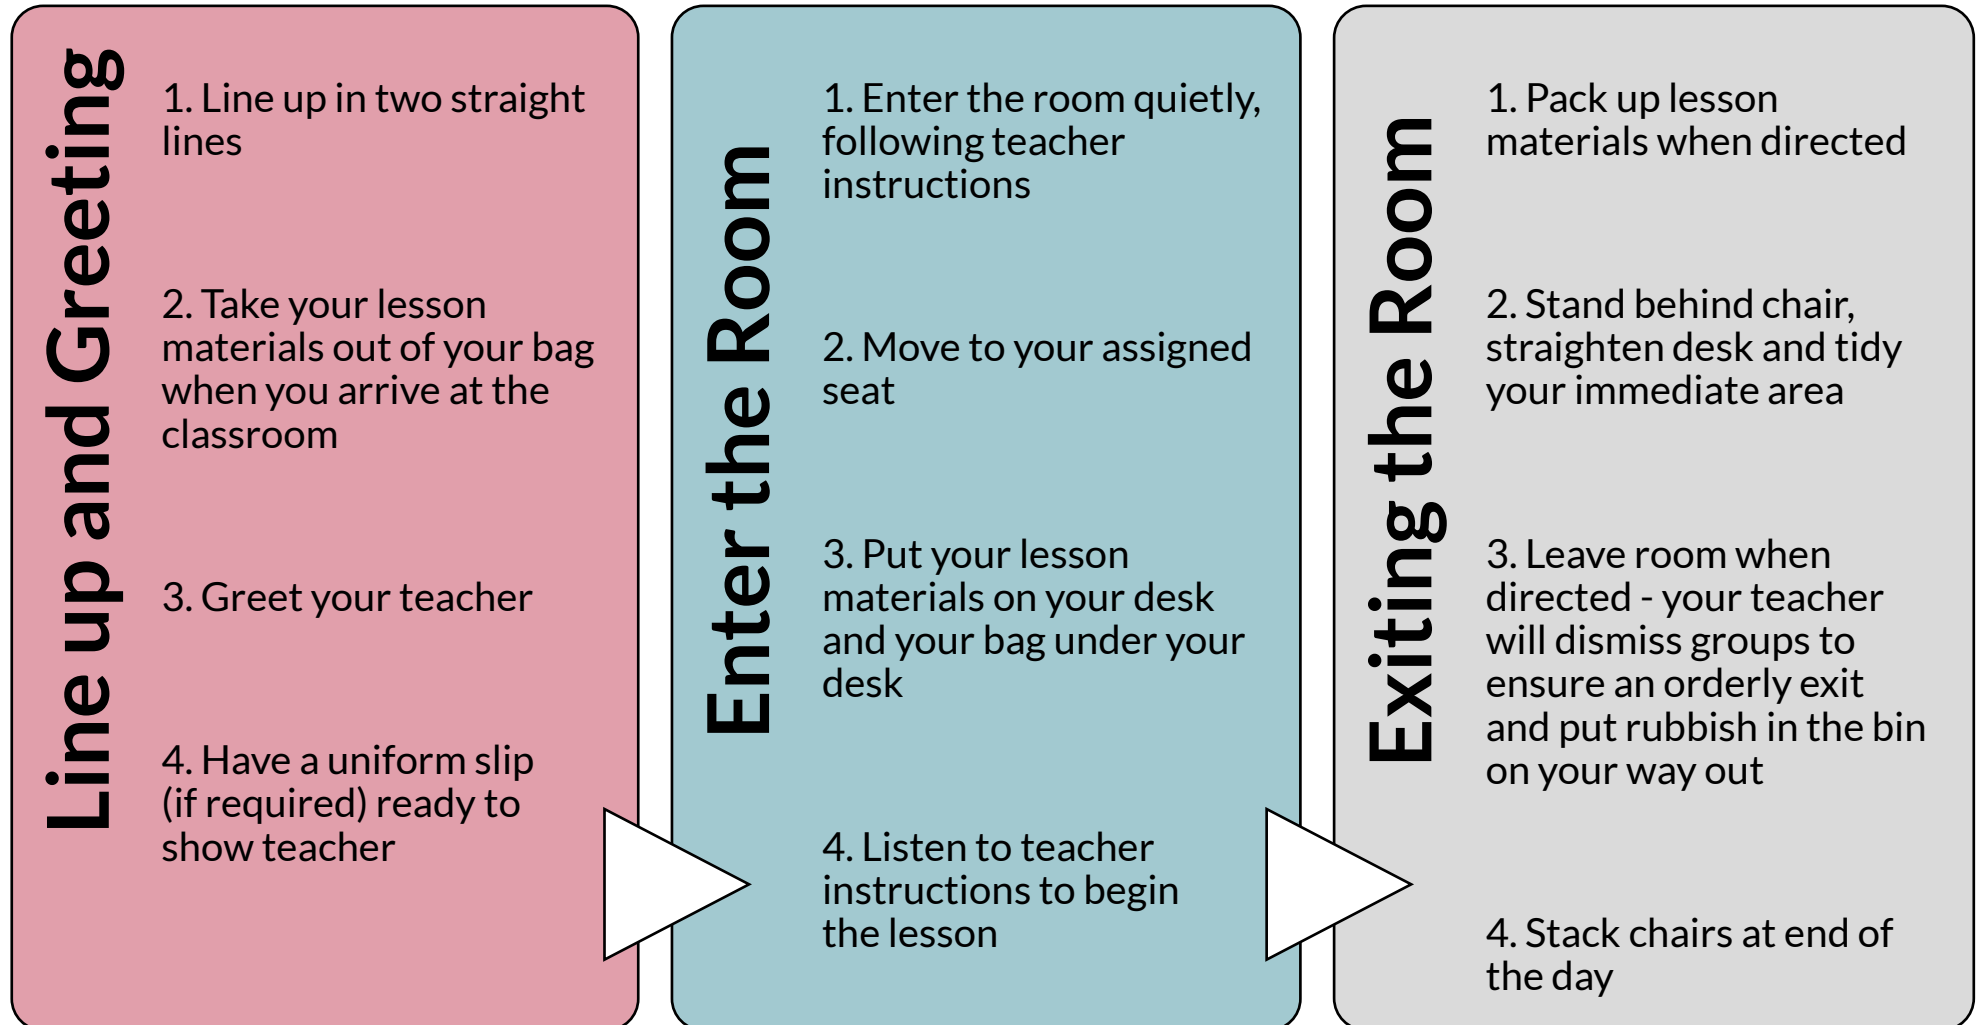 Line up and Greeting
1. Line up in two straight
lines
2. Take your lesson
materials out of your bag
when you arrive at the
classroom
3. Greet your teacher
4. Have a uniform slip
(if required) ready to
show teacher
Enter the Room
1. Enter the room quietly,
following teacher
instructions
2. Move to your assigned
seat
3. Put your lesson
materials on your desk
and your bag under your
desk
4. Listen to teacher
instructions to begin
the lesson
Exiting the Room
1. Pack up lesson
materials when directed
2. Stand behind chair,
straighten desk and tidy
your immediate area
3. Leave room when
directed - your teacher
will dismiss groups to
ensure an orderly exit
and put rubbish in the bin
on your way out
4. Stack chairs at end of
the day